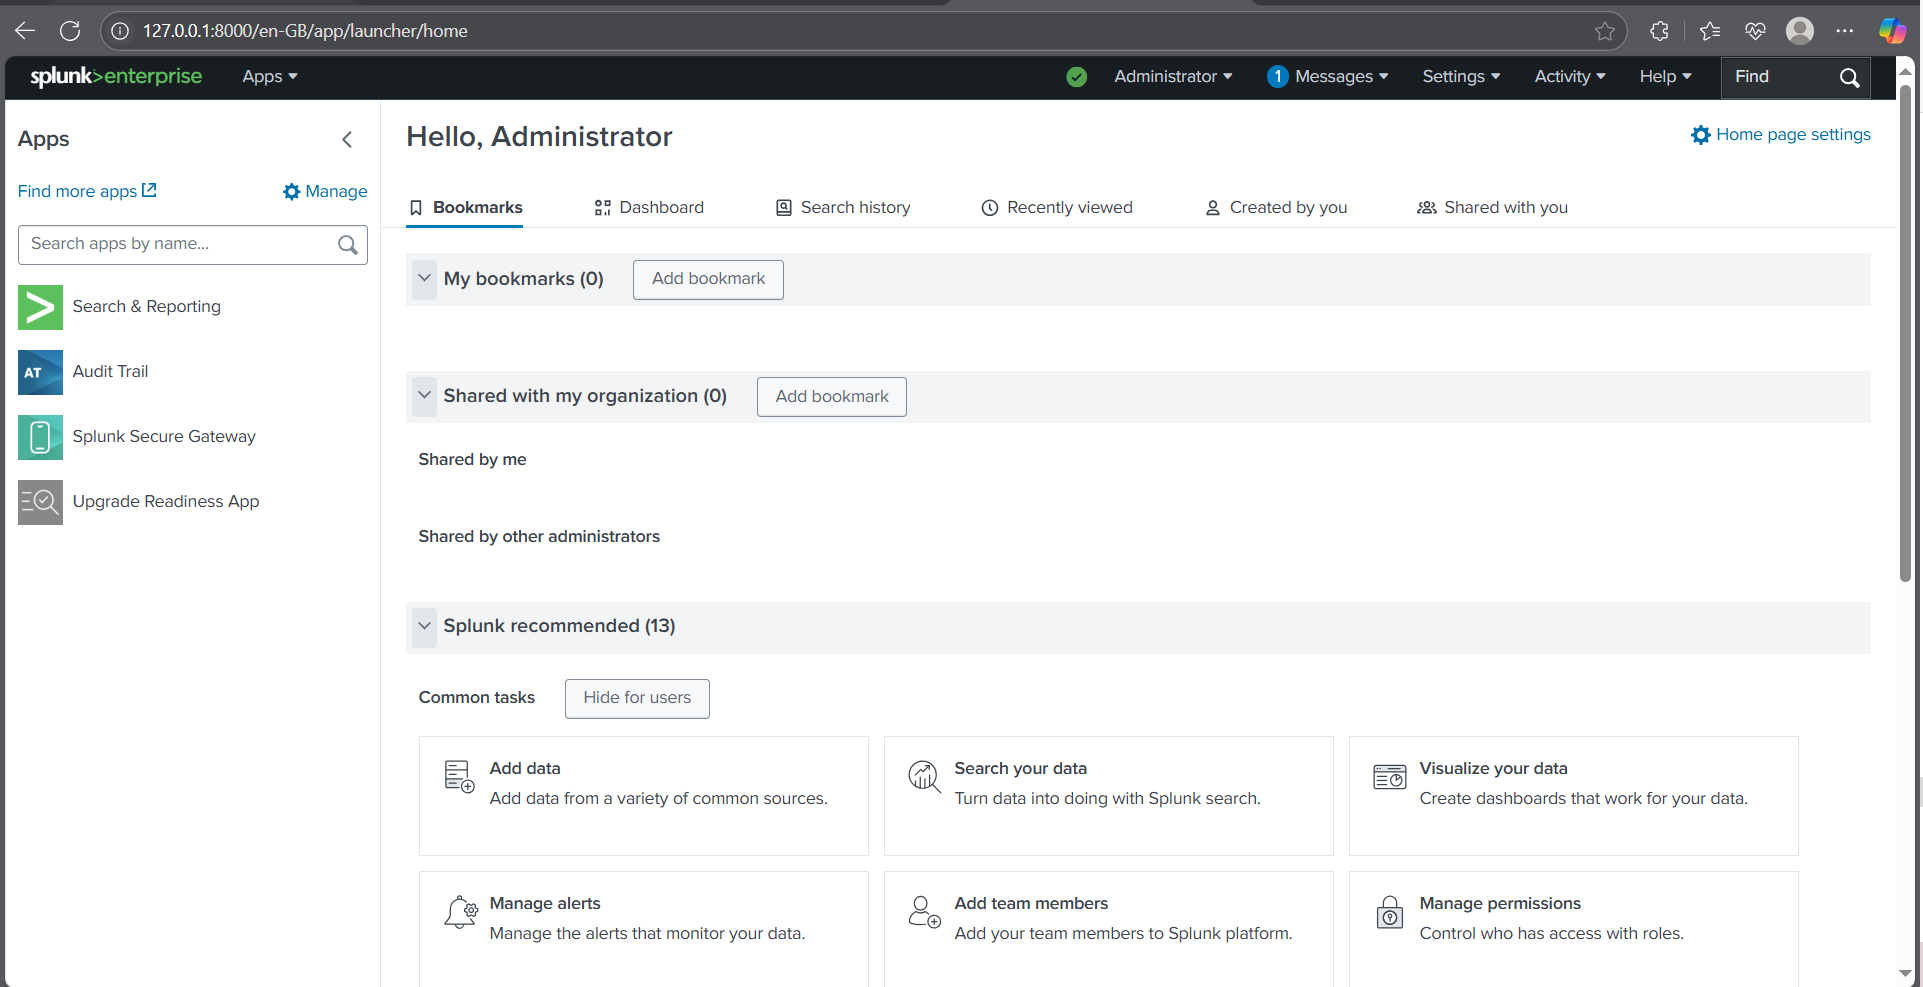 127.0.0.1:8000/en-GB/app/launcher/home
splunk>enterprise Apps Administrator 1 Messages Settings Activity Help Find
Apps
Find more apps Manage
Search apps by name...
Search & Reporting
AT Audit Trail
Splunk Secure Gateway
Upgrade Readiness App
Hello, Administrator
Home page settings
Bookmarks Dashboard Search history Recently viewed Created by you Shared with you
My bookmarks (0) Add bookmark
Shared with my organization (0) Add bookmark
Shared by me
Shared by other administrators
Splunk recommended (13)
Common tasks Hide for users
Add data
Add data from a variety of common sources.
Search your data
Turn data into doing with Splunk search.
Visualize your data
Create dashboards that work for your data.
Manage alerts
Manage the alerts that monitor your data.
Add team members
Add your team members to Splunk platform.
Manage permissions
Control who has access with roles.